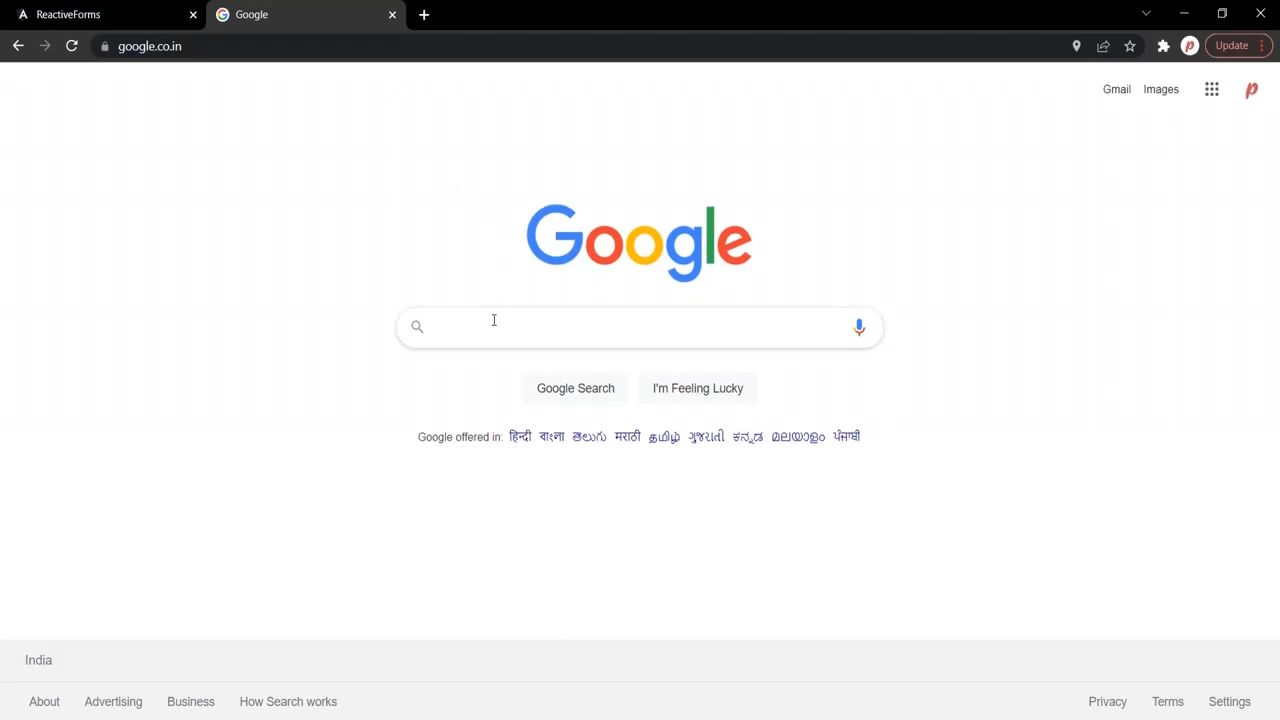 ReactiveForms
Google
google.co.in
Update
Gmail Images
Google
Google Search I'm Feeling Lucky
Google offered in: हिन्दी বাংলা తెలుగు मराठी தமிழ் ગુજરાતી ಕನ್ನಡ മലയാളം ਪੰਜਾਬੀ
India
About Advertising Business How Search works Privacy Terms Settings